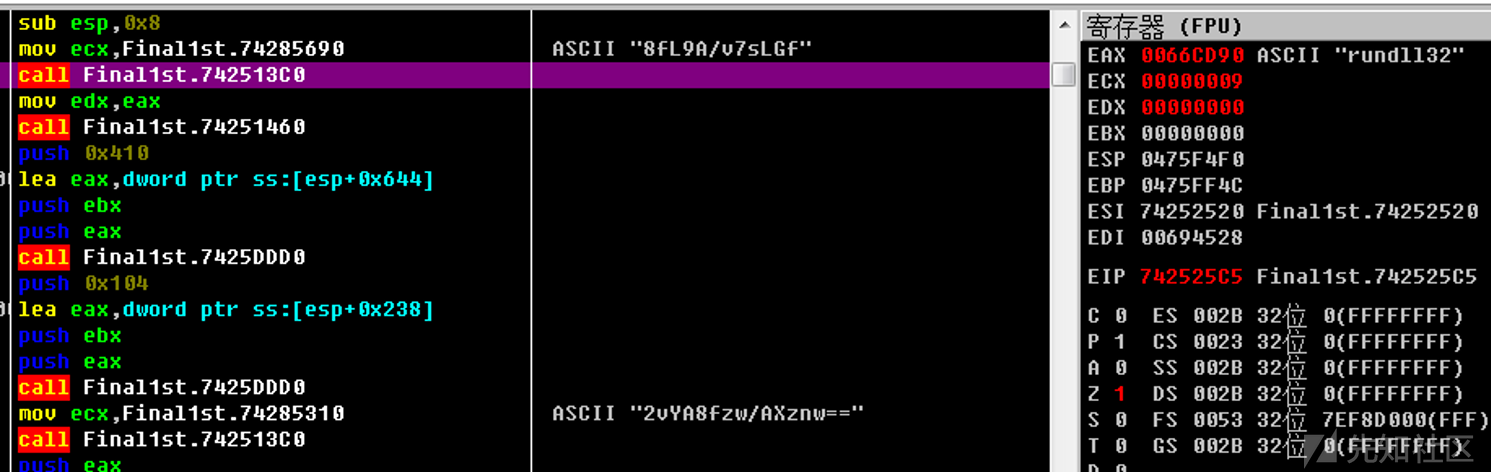 sub esp,0x8
mov ecx,Final1st.74285690 ASCII "8fL9A/v7sLGf"
call Final1st.742513C0
mov edx,eax
call Final1st.74251460
push 0x410
lea eax,dword ptr ss:[esp+0x644]
push ebx
push eax
call Final1st.7425DDD0
push 0x104
lea eax,dword ptr ss:[esp+0x238]
push ebx
push eax
call Final1st.7425DDD0
mov ecx,Final1st.74285310 ASCII "2vYA8fzw/AXznw=="
call Final1st.742513C0
push eax
寄存器 (FPU)
EAX 0066CD90 ASCII "rundll32"
ECX 00000009
EDX 00000000
EBX 00000000
ESP 0475F4F0
EBP 0475FF4C
ESI 74252520 Final1st.74252520
EDI 00694528
EIP 742525C5 Final1st.742525C5
C 0 ES 002B 32位 0(FFFFFFFF)
P 1 CS 0023 32位 0(FFFFFFFF)
A 0 SS 002B 32位 0(FFFFFFFF)
Z 1 DS 002B 32位 0(FFFFFFFF)
S 0 FS 0053 32位 7EF8D000(FFF)
T 0 GS 002B 32位 0(FFFFFFFF)
D 0
先知社区